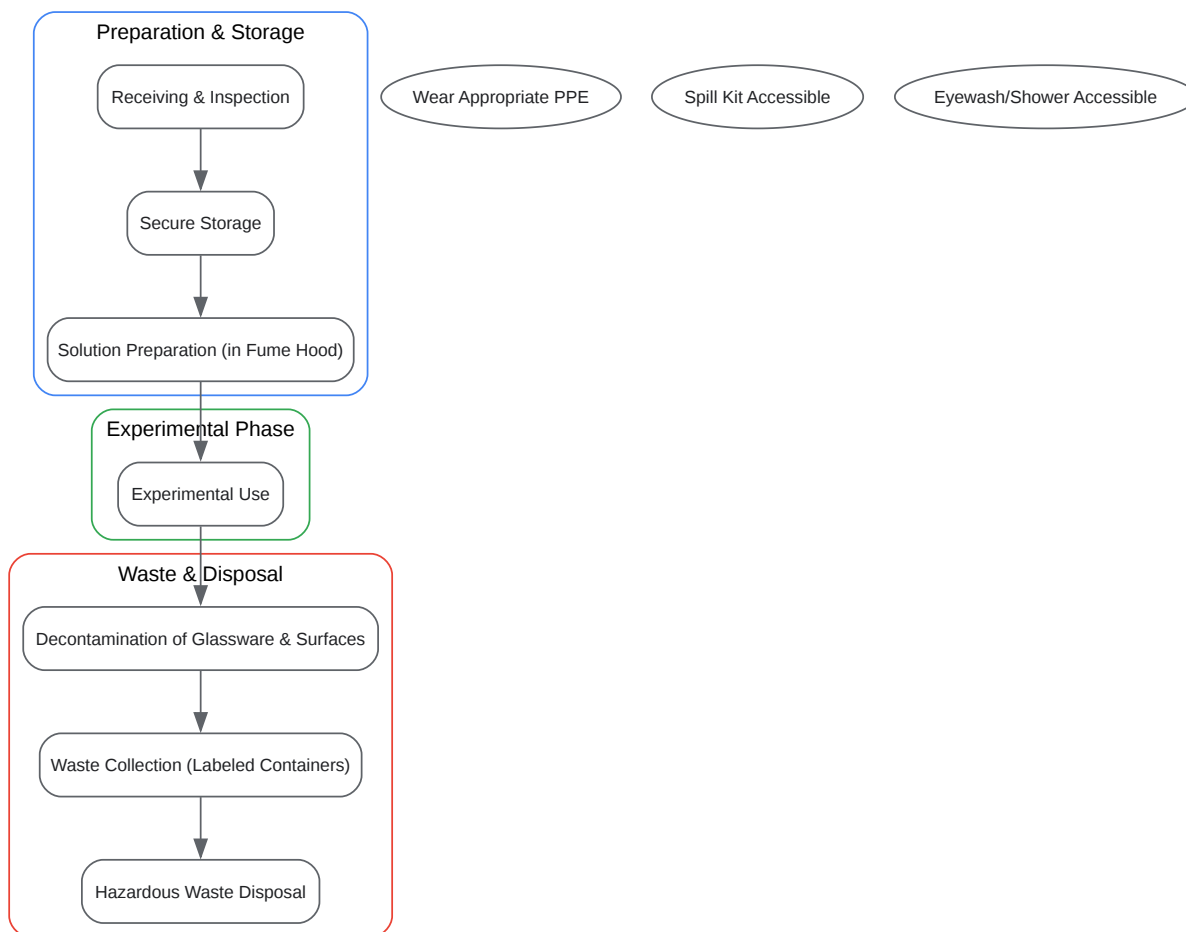 Preparation & Storage
Receiving & Inspection
Wear Appropriate PPE
Spill Kit Accessible
Eyewash/Shower Accessible
Secure Storage
Solution Preparation (in Fume Hood)
Experimental Phase
Experimental Use
Waste & Disposal
Decontamination of Glassware & Surfaces
Waste Collection (Labeled Containers)
Hazardous Waste Disposal